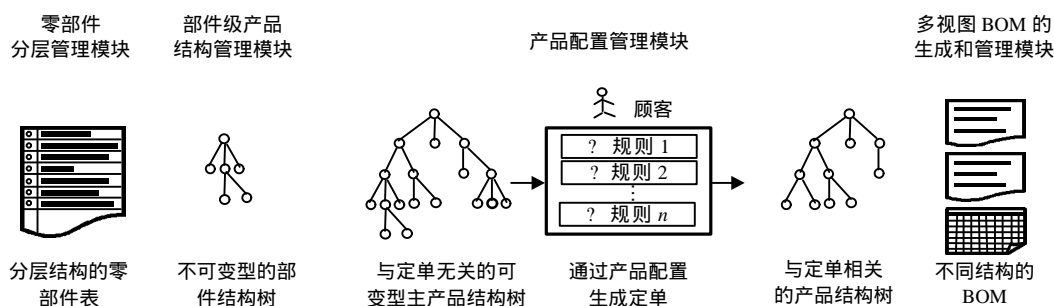 零部件
分层管理模块
部件级产品
结构管理模块
产品配置管理模块
多视图 BOM 的
生成和管理模块
顾客
? 规则 1
? 规则 2
⋮
? 规则 n
分层结构的零
部件表
不可变型的部
件结构树
与定单无关的可
变型主产品结构树
通过产品配置
生成定单
与定单相关
的产品结构树
不同结构的
BOM